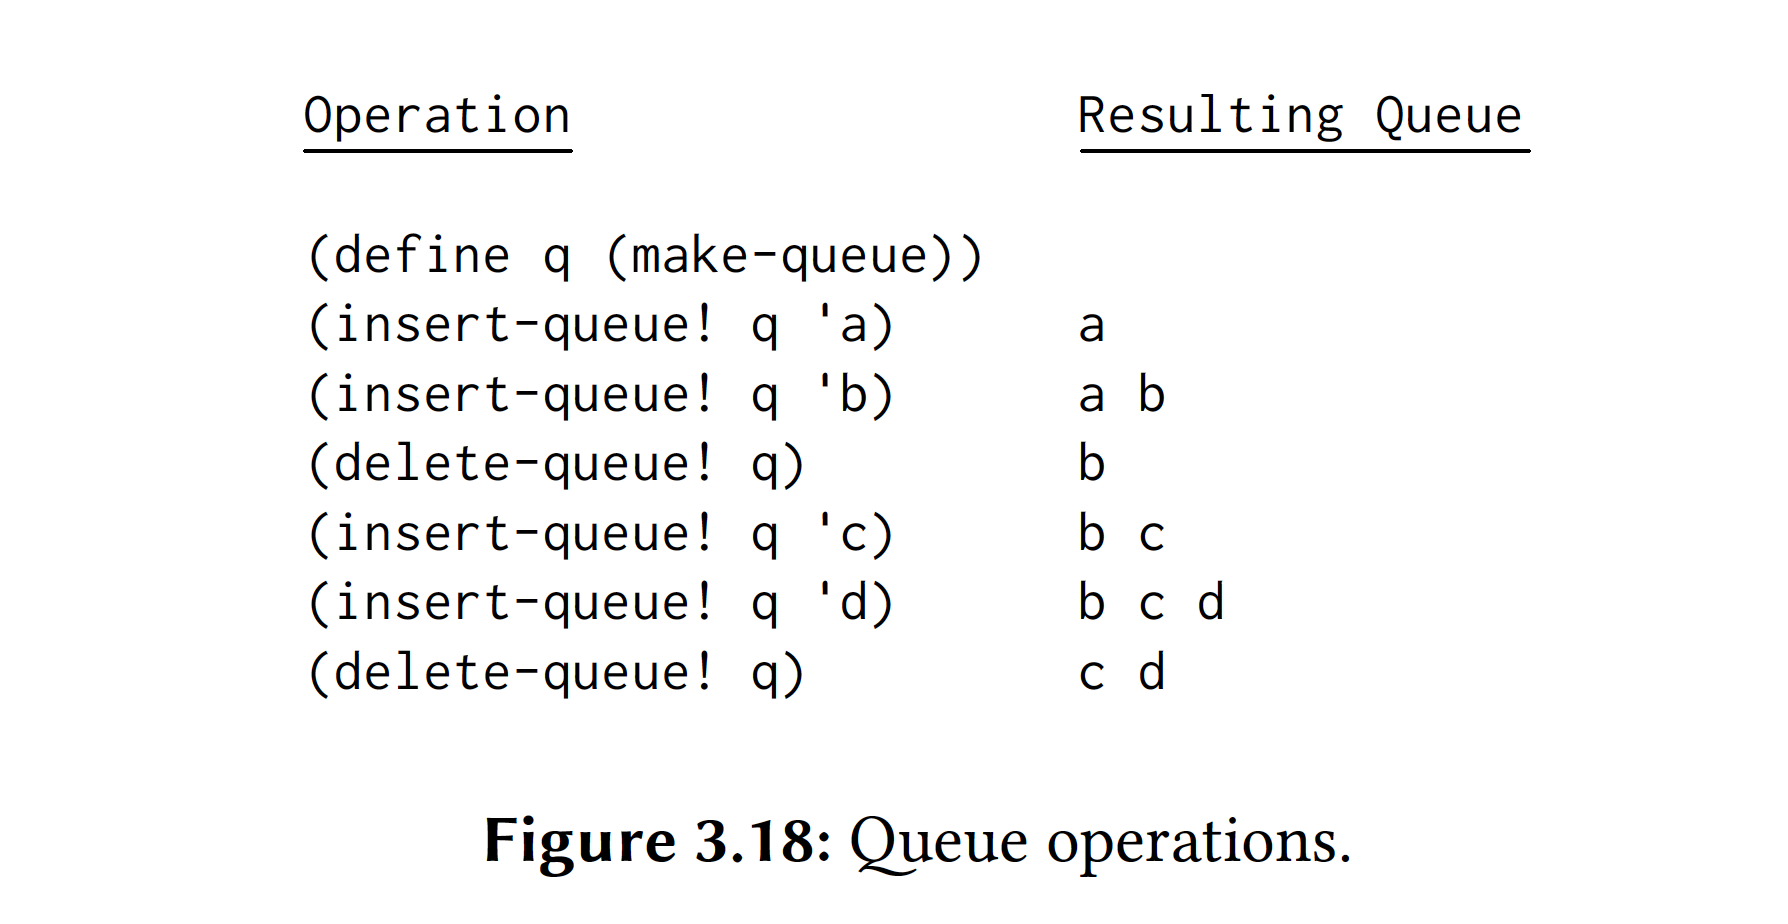 Operation Resulting Queue
(define q (make-queue))
(insert-queue! q 'a) a
(insert-queue! q 'b) a b
(delete-queue! q) b
(insert-queue! q 'c) b c
(insert-queue! q 'd) b c d
(delete-queue! q) c d
Figure 3.18: Queue operations.